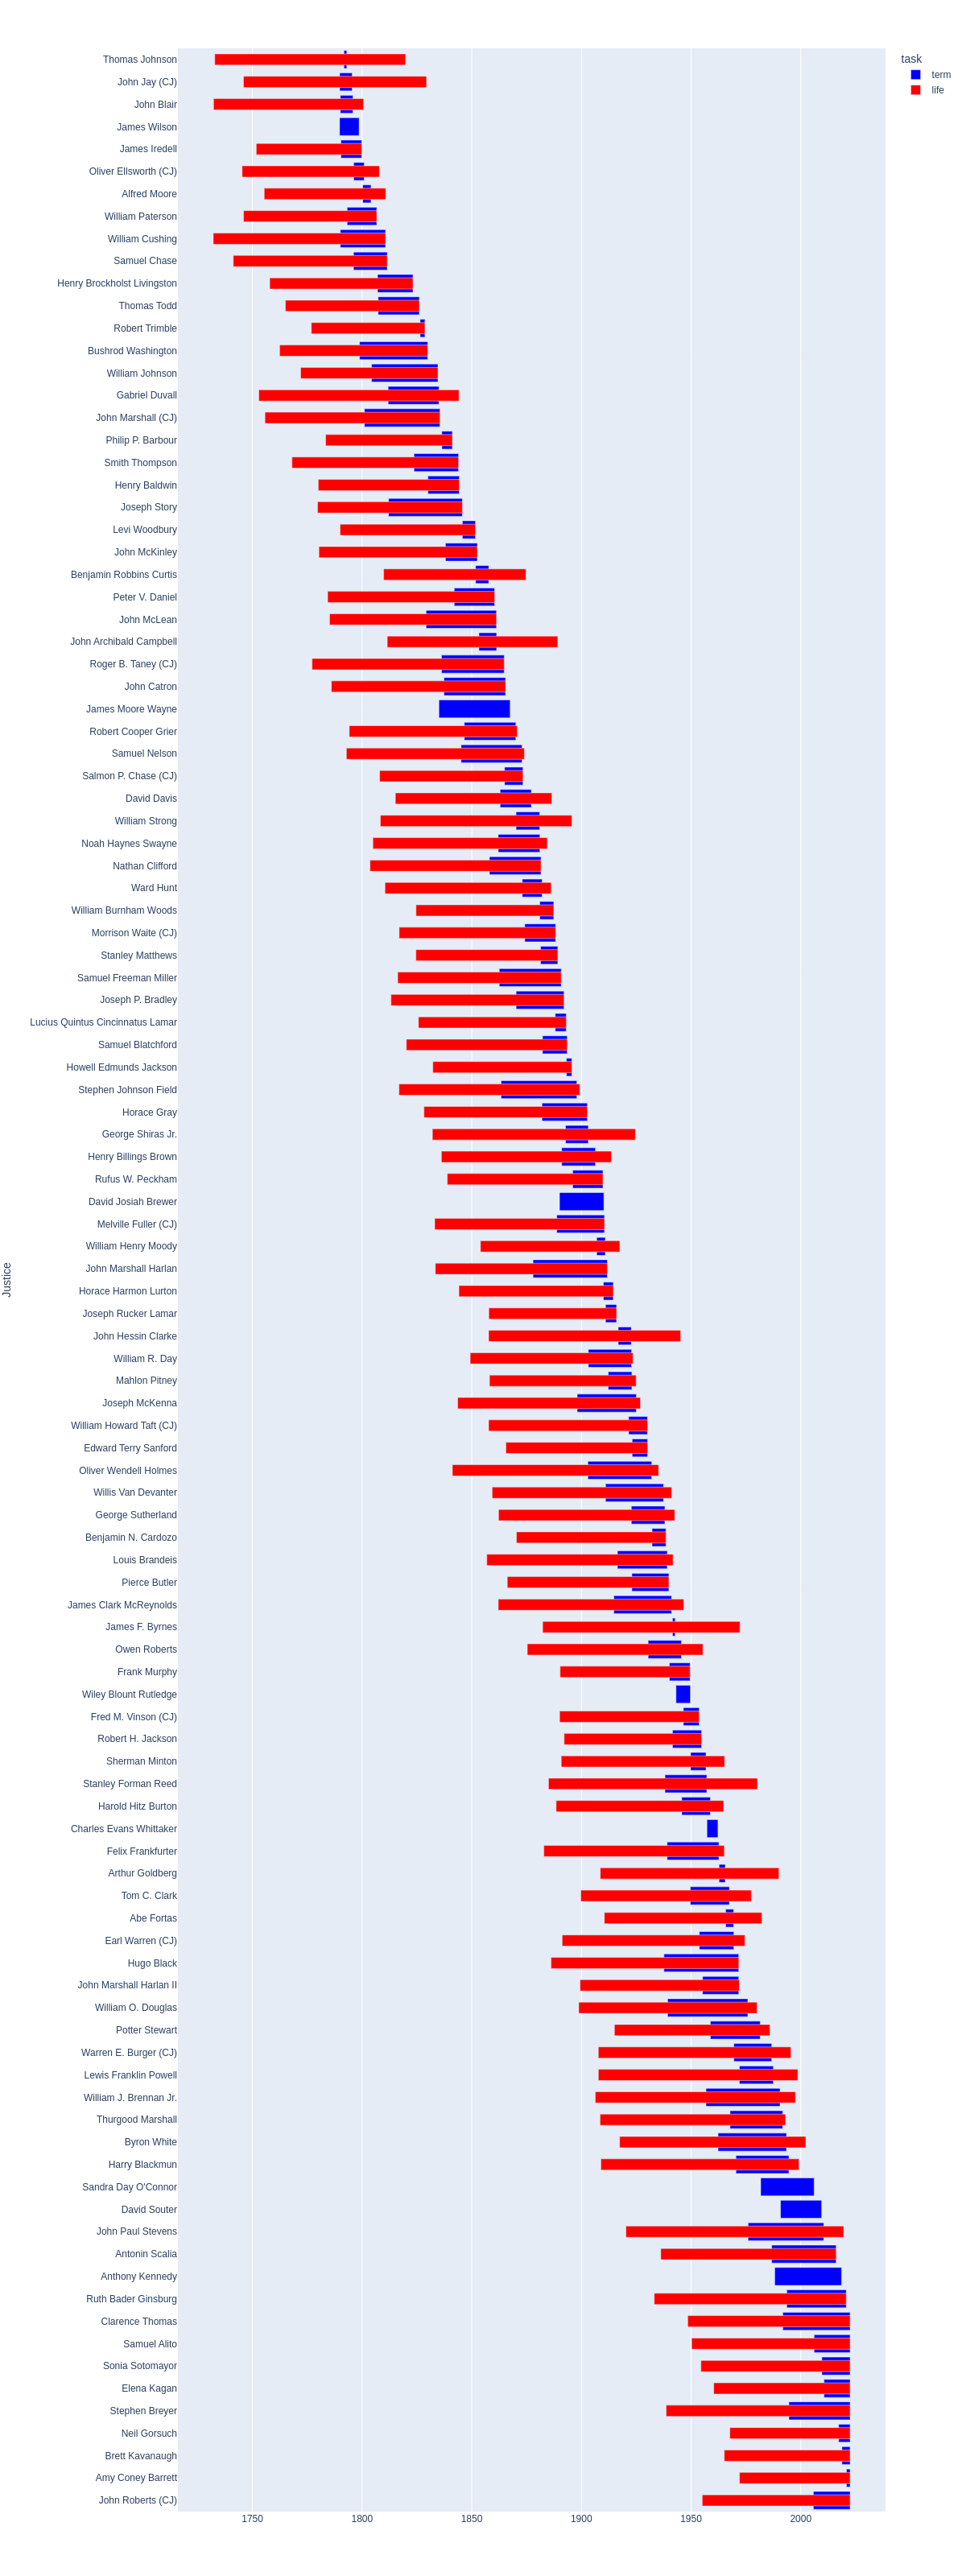 task
term
life
Justice
Thomas Johnson
John Jay (CJ)
John Blair
James Wilson
James Iredell
Oliver Ellsworth (CJ)
Alfred Moore
William Paterson
William Cushing
Samuel Chase
Henry Brockholst Livingston
Thomas Todd
Robert Trimble
Bushrod Washington
William Johnson
Gabriel Duvall
John Marshall (CJ)
Philip P. Barbour
Smith Thompson
Henry Baldwin
Joseph Story
Levi Woodbury
John McKinley
Benjamin Robbins Curtis
Peter V. Daniel
John McLean
John Archibald Campbell
Roger B. Taney (CJ)
John Catron
James Moore Wayne
Robert Cooper Grier
Samuel Nelson
Salmon P. Chase (CJ)
David Davis
William Strong
Noah Haynes Swayne
Nathan Clifford
Ward Hunt
William Burnham Woods
Morrison Waite (CJ)
Stanley Matthews
Samuel Freeman Miller
Joseph P. Bradley
Lucius Quintus Cincinnatus Lamar
Samuel Blatchford
Howell Edmunds Jackson
Stephen Johnson Field
Horace Gray
George Shiras Jr.
Henry Billings Brown
Rufus W. Peckham
David Josiah Brewer
Melville Fuller (CJ)
William Henry Moody
John Marshall Harlan
Horace Harmon Lurton
Joseph Rucker Lamar
John Hessin Clarke
William R. Day
Mahlon Pitney
Joseph McKenna
William Howard Taft (CJ)
Edward Terry Sanford
Oliver Wendell Holmes
Willis Van Devanter
George Sutherland
Benjamin N. Cardozo
Louis Brandeis
Pierce Butler
James Clark McReynolds
James F. Byrnes
Owen Roberts
Frank Murphy
Wiley Blount Rutledge
Fred M. Vinson (CJ)
Robert H. Jackson
Sherman Minton
Stanley Forman Reed
Harold Hitz Burton
Charles Evans Whittaker
Felix Frankfurter
Arthur Goldberg
Tom C. Clark
Abe Fortas
Earl Warren (CJ)
Hugo Black
John Marshall Harlan II
William O. Douglas
Potter Stewart
Warren E. Burger (CJ)
Lewis Franklin Powell
William J. Brennan Jr.
Thurgood Marshall
Byron White
Harry Blackmun
Sandra Day O'Connor
David Souter
John Paul Stevens
Antonin Scalia
Anthony Kennedy
Ruth Bader Ginsburg
Clarence Thomas
Samuel Alito
Sonia Sotomayor
Elena Kagan
Stephen Breyer
Neil Gorsuch
Brett Kavanaugh
Amy Coney Barrett
John Roberts (CJ)
1750 1800 1850 1900 1950 2000